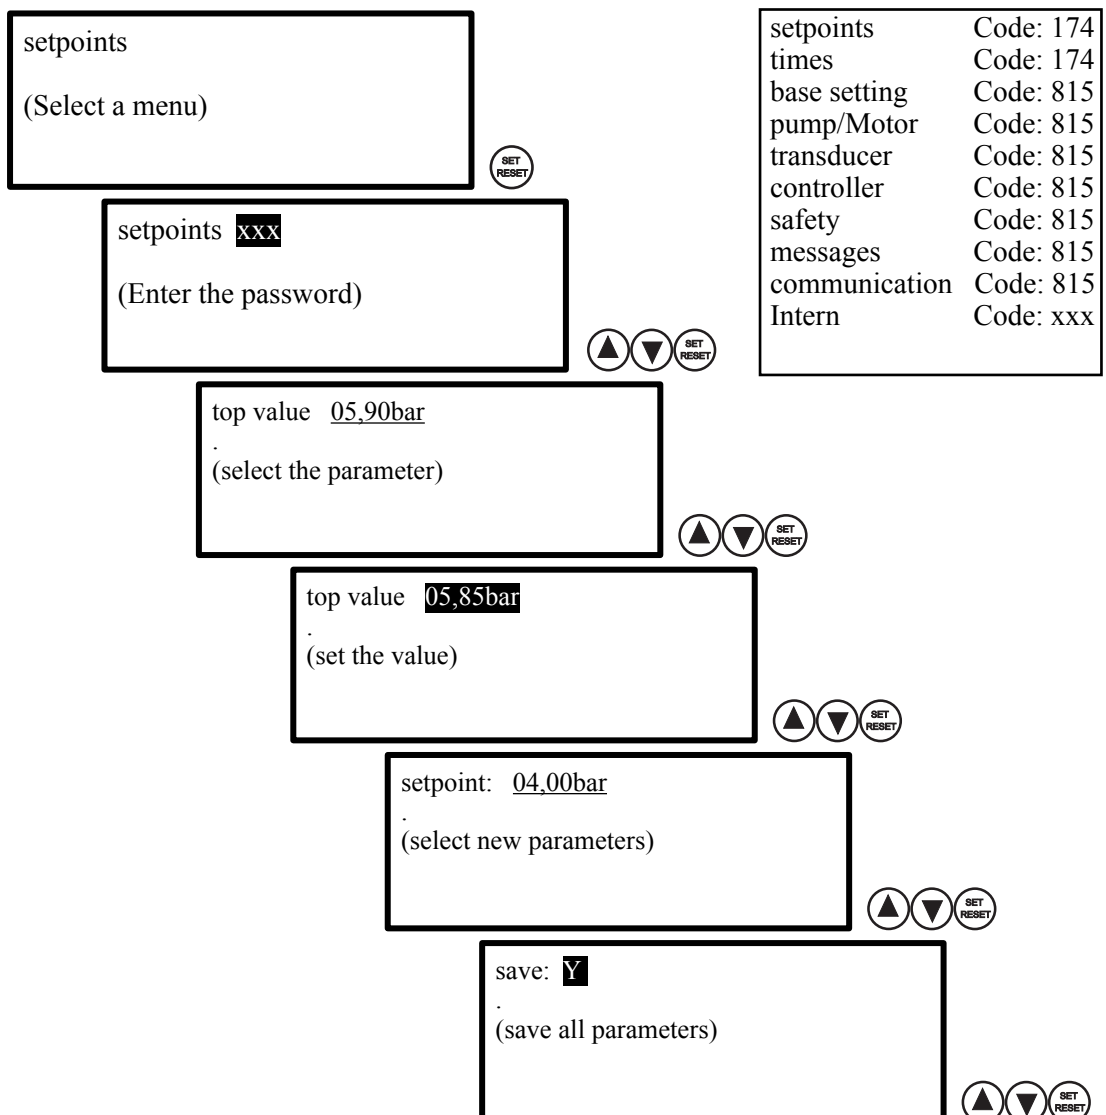 setpoints
(Select a menu)
SET
RESET
setpoints Code: 174
times Code: 174
base setting Code: 815
pump/Motor Code: 815
transducer Code: 815
controller Code: 815
safety Code: 815
messages Code: 815
communication Code: 815
Intern Code: xxx
setpoints xxx
(Enter the password)
SET
RESET
top value 05,90bar
.
(select the parameter)
SET
RESET
top value 05,85bar
.
(set the value)
SET
RESET
setpoint: 04,00bar
.
(select new parameters)
SET
RESET
save: Y
.
(save all parameters)
SET
RESET